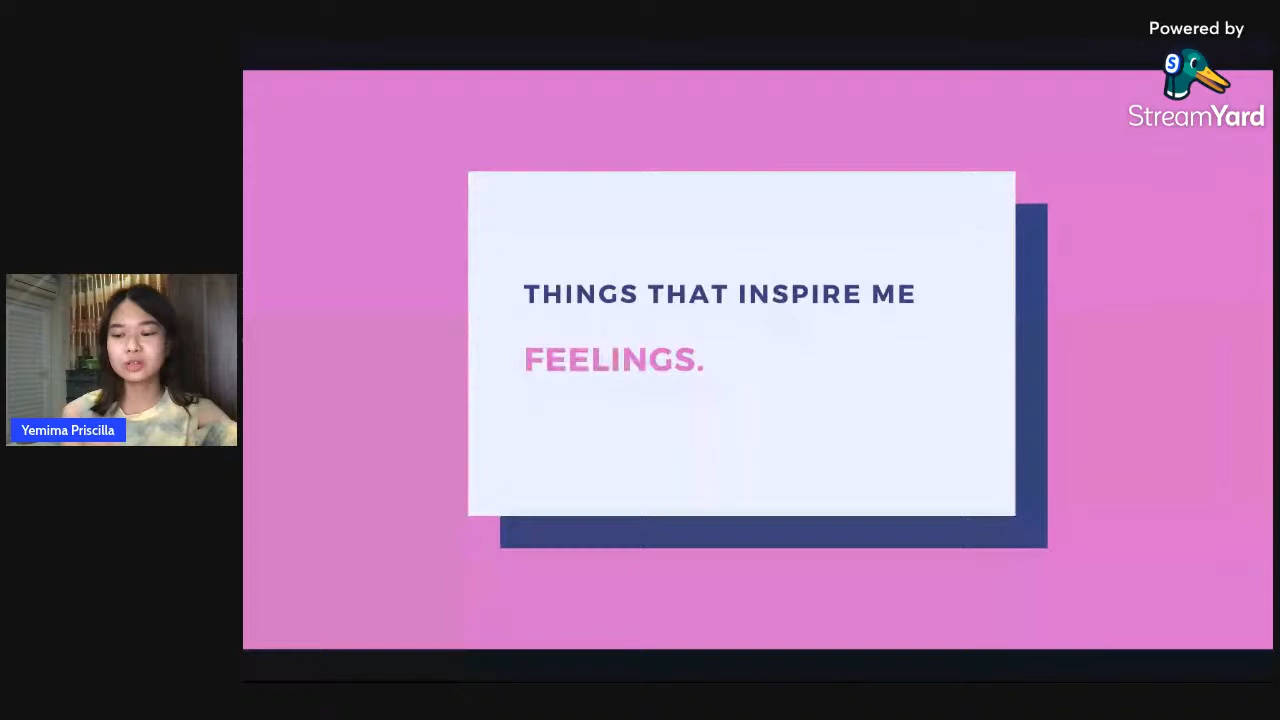 Powered by
S
StreamYard
THINGS THAT INSPIRE ME
FEELINGS.
Yemima Priscilla